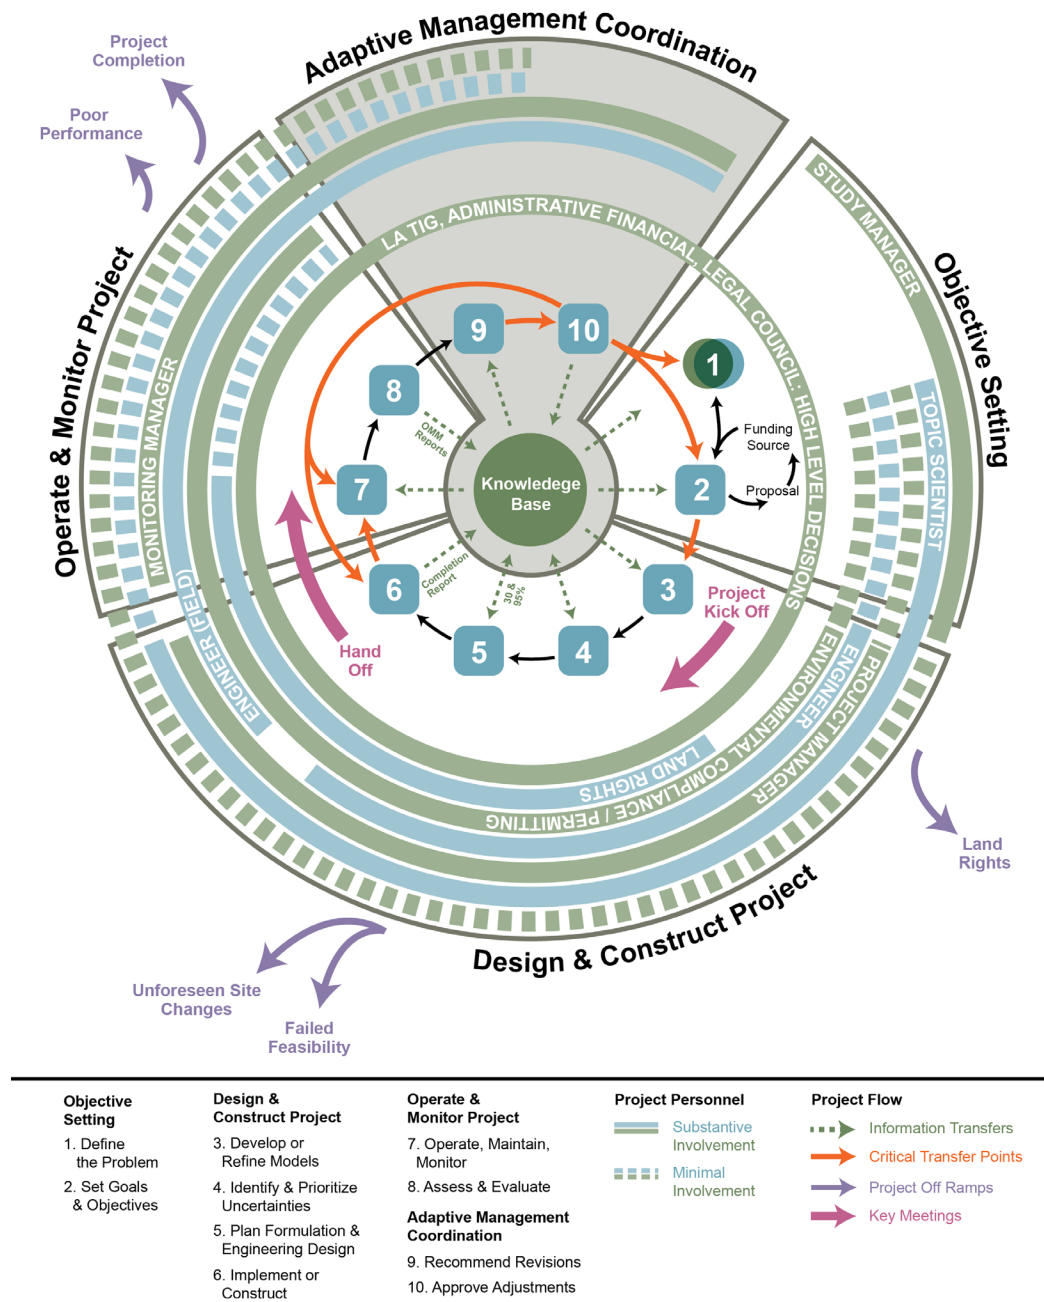 Adaptive Management Coordination
Project
Completion
Poor
Performance
Operate & Monitor Project
Objective Setting
Design & Construct Project
STUDY MANAGER
TOPIC SCIENTIST
LA TIG, ADMINISTRATIVE FINANCIAL, LEGAL COUNCIL: HIGH LEVEL DECISIONS
MONITORING MANAGER
ENGINEER (FIELD)
PROJECT MANAGER
ENGINEER
ENVIRONMENTAL COMPLIANCE / PERMITTING
LAND RIGHTS
9
10
1
8
Funding
Source
OMM
Reports
7
Knowledege
Base
2
Proposal
6
Completion
Report
30 &
95%
3
Project
Kick Off
5
4
Hand
Off
Land
Rights
Unforeseen Site
Changes
Failed
Feasibility
Objective
Setting
1. Define
the Problem
2. Set Goals
& Objectives
Design &
Construct Project
3. Develop or
Refine Models
4. Identify & Prioritize
Uncertainties
5. Plan Formulation &
Engineering Design
6. Implement or
Construct
Operate &
Monitor Project
7. Operate, Maintain,
Monitor
8. Assess & Evaluate
Adaptive Management
Coordination
9. Recommend Revisions
10. Approve Adjustments
Project Personnel
Substantive
Involvement
Minimal
Involvement
Project Flow
Information Transfers
Critical Transfer Points
Project Off Ramps
Key Meetings